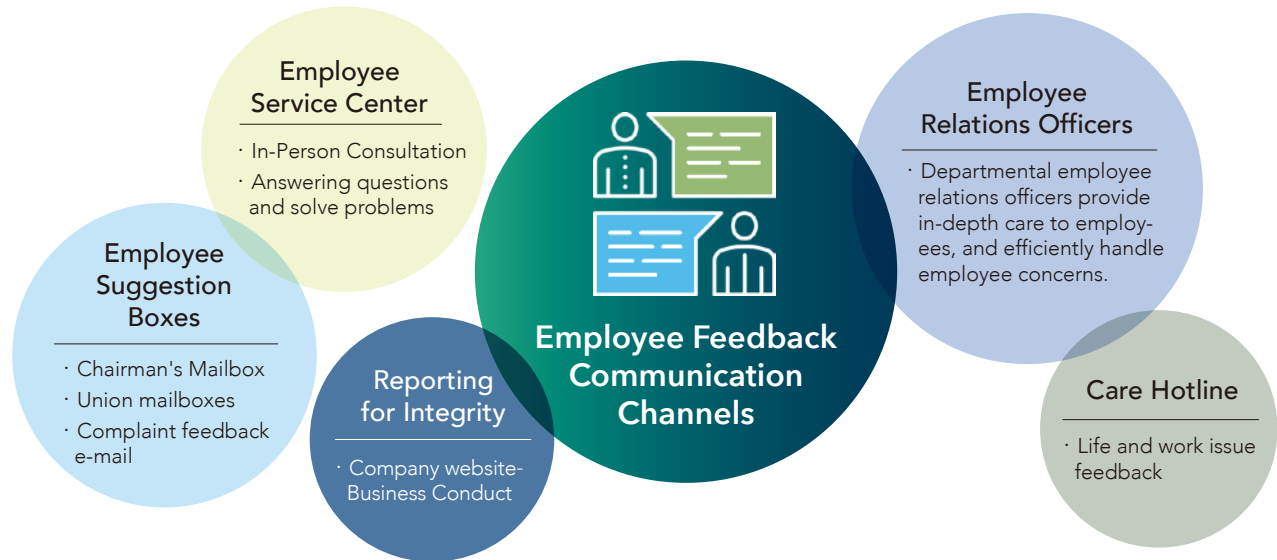 Employee
Service Center
· In-Person Consultation
· Answering questions
and solve problems
Employee
Suggestion
Boxes
· Chairman's Mailbox
· Union mailboxes
· Complaint feedback
e-mail
Reporting
for Integrity
· Company website-
Business Conduct
Employee Feedback
Communication
Channels
Employee
Relations Officers
· Departmental employee
relations officers provide
in-depth care to employ-
ees, and efficiently handle
employee concerns.
Care Hotline
· Life and work issue
feedback